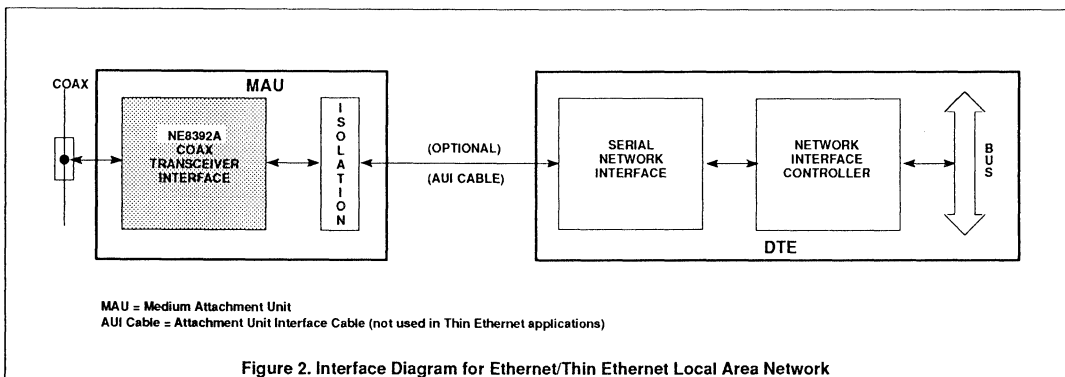 COAX
MAU
NE8392A
COAX
TRANSCEIVER
INTERFACE
ISOLATION
(OPTIONAL)
(AUI CABLE)
SERIAL
NETWORK
INTERFACE
NETWORK
INTERFACE
CONTROLLER
BUS
DTE
MAU = Medium Attachment Unit
AUI Cable = Attachment Unit Interface Cable (not used in Thin Ethernet applications)
Figure 2. Interface Diagram for Ethernet/Thin Ethernet Local Area Network